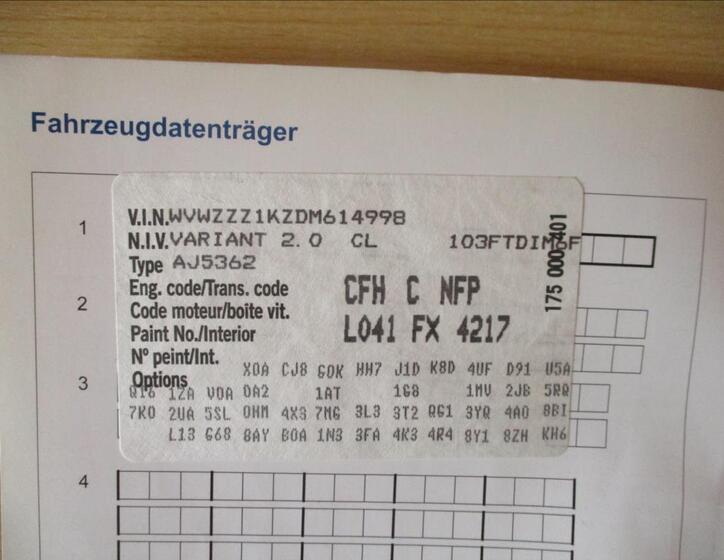 Fahrzeugdatenträger
1
V.I.N. WVWZZZ1KZDM614998
N.I.V. VARIANT 2.0 CL 103FTDIM6F
Type AJ5362
175 000 401
Eng. code/Trans. code
Code moteur/boîte vit.
CFH C NFP
2
Paint No./Interior
N° peint/Int.
L041 FX 4217
X0A CJ8 G0K HH7 J1D K8D 4UF D91 U5A
3
Options
1ZA V0A 0A2 1AT 1G8 1MV 2JB 5RQ
7K0 2UA 5SL 0HM 4X3 7MG 3L3 3T2 QG1 3YQ 4A0 8BI
L13 G68 8AY B0A 1N3 3FA 4K3 4R4 8Y1 8ZH KH6
4